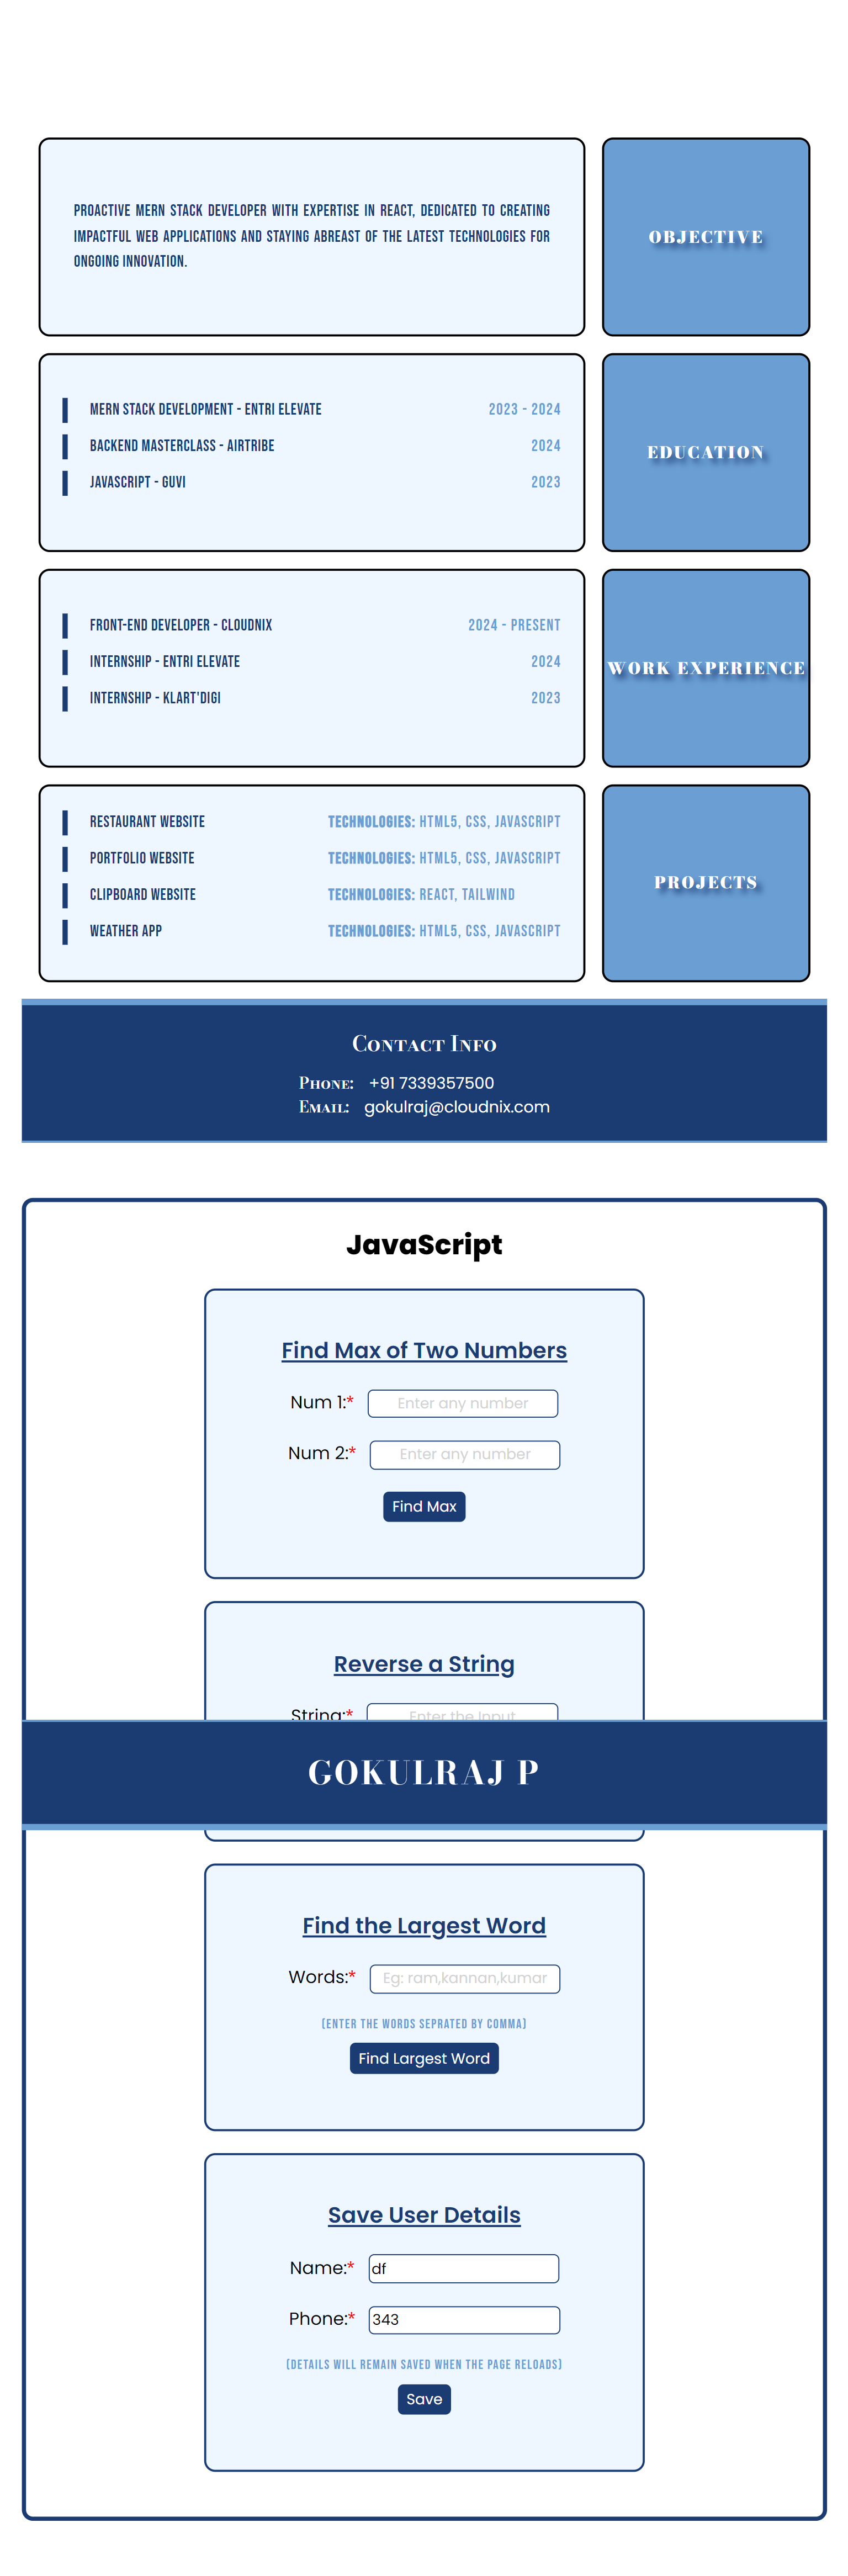 PROACTIVE MERN STACK DEVELOPER WITH EXPERTISE IN REACT, DEDICATED TO CREATING
IMPACTFUL WEB APPLICATIONS AND STAYING ABREAST OF THE LATEST TECHNOLOGIES FOR
ONGOING INNOVATION.
OBJECTIVE
MERN STACK DEVELOPMENT - ENTRI ELEVATE 2023 - 2024
BACKEND MASTERCLASS - AIRTRIBE 2024
JAVASCRIPT - GUVI 2023
EDUCATION
FRONT-END DEVELOPER - CLOUDNIX 2024 - PRESENT
INTERNSHIP - ENTRI ELEVATE 2024
INTERNSHIP - KLART'DIGI 2023
WORK EXPERIENCE
RESTAURANT WEBSITE TECHNOLOGIES: HTML5, CSS, JAVASCRIPT
PORTFOLIO WEBSITE TECHNOLOGIES: HTML5, CSS, JAVASCRIPT
CLIPBOARD WEBSITE TECHNOLOGIES: REACT, TAILWIND
WEATHER APP TECHNOLOGIES: HTML5, CSS, JAVASCRIPT
PROJECTS
Contact Info
Phone: +91 7339357500
Email: gokulraj@cloudnix.com
JavaScript
Find Max of Two Numbers
Num 1:* Enter any number
Num 2:* Enter any number
Find Max
Reverse a String
String:* Enter the Input
GOKULRAJ P
Find the Largest Word
Words:* Eg: ram,kannan,kumar
(ENTER THE WORDS SEPRATED BY COMMA)
Find Largest Word
Save User Details
Name:* df
Phone:* 343
(DETAILS WILL REMAIN SAVED WHEN THE PAGE RELOADS)
Save